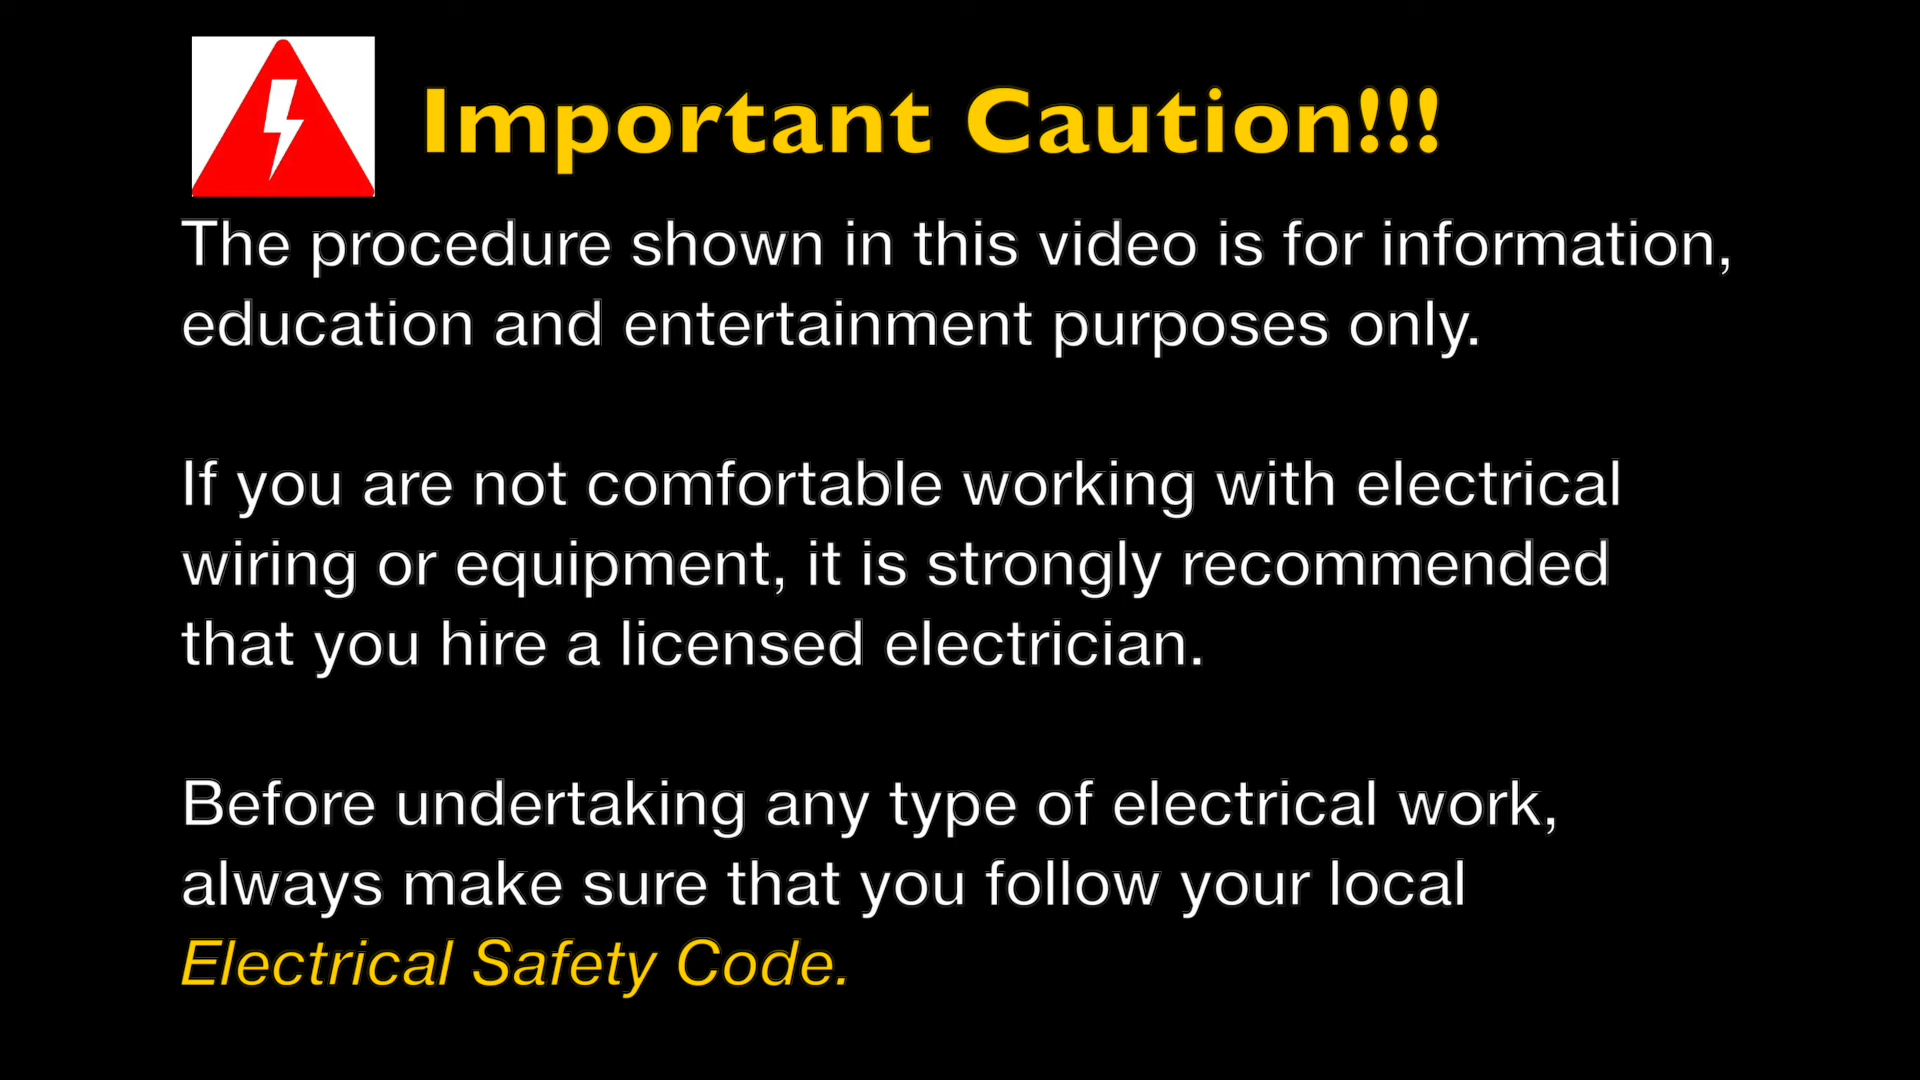 Important Caution!!!
The procedure shown in this video is for information,
education and entertainment purposes only.
If you are not comfortable working with electrical
wiring or equipment, it is strongly recommended
that you hire a licensed electrician.
Before undertaking any type of electrical work,
always make sure that you follow your local
Electrical Safety Code.